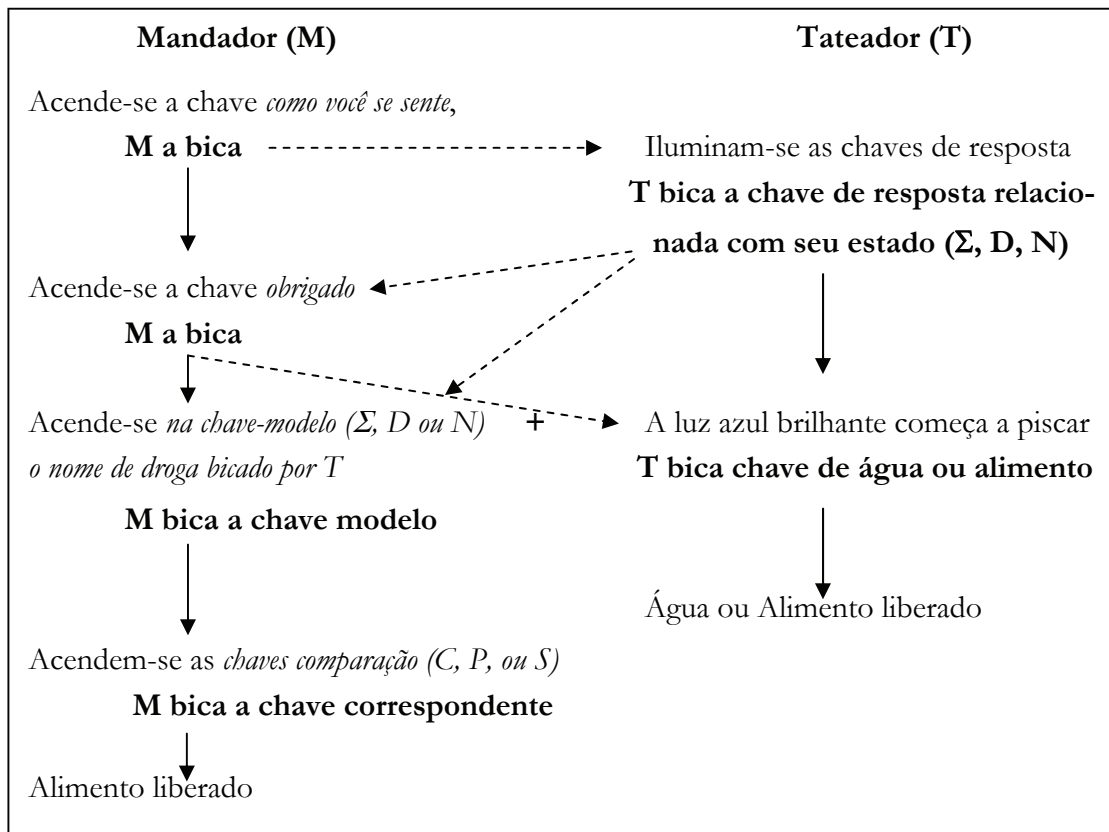 Mandador (M)
Tateador (T)
Acende-se a chave como você se sente,
M a bica
Iluminam-se as chaves de resposta
T bica a chave de resposta relacio-
nada com seu estado (Σ, D, N)
Acende-se a chave obrigado
M a bica
Acende-se na chave-modelo (Σ, D ou N) +
o nome de droga bicado por T
A luz azul brilhante começa a piscar
T bica chave de água ou alimento
M bica a chave modelo
Água ou Alimento liberado
Acendem-se as chaves comparação (C, P, ou S)
M bica a chave correspondente
Alimento liberado